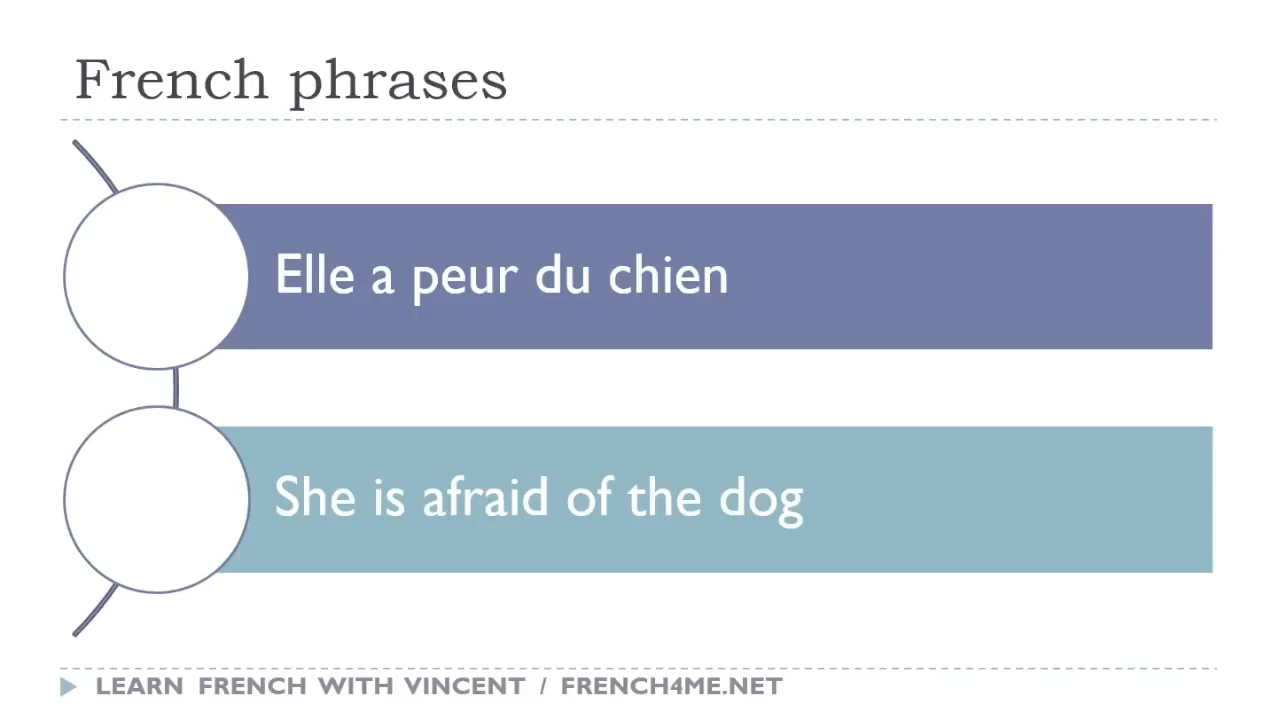 French phrases
Elle a peur du chien
She is afraid of the dog
LEARN FRENCH WITH VINCENT / FRENCH4ME.NET